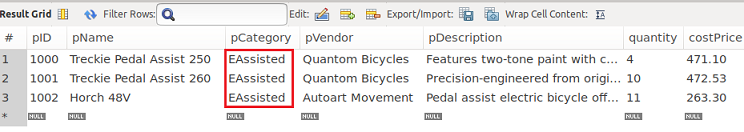 Result Grid Filter Rows: Edit: Export/Import: Wrap Cell Content: IA
# pID pName pCategory pVendor pDescription quantity costPrice
1 1000 Treckie Pedal Assist 250 EAssisted Quantom Bicycles Features two-tone paint with c... 4 471.10
2 1001 Treckie Pedal Assist 260 EAssisted Quantom Bicycles Precision-engineered from origi... 10 472.53
3 1002 Horch 48V EAssisted Autoart Movement Pedal assist electric bicycle off... 11 263.30
* NULL NULL NULL NULL NULL NULL NULL